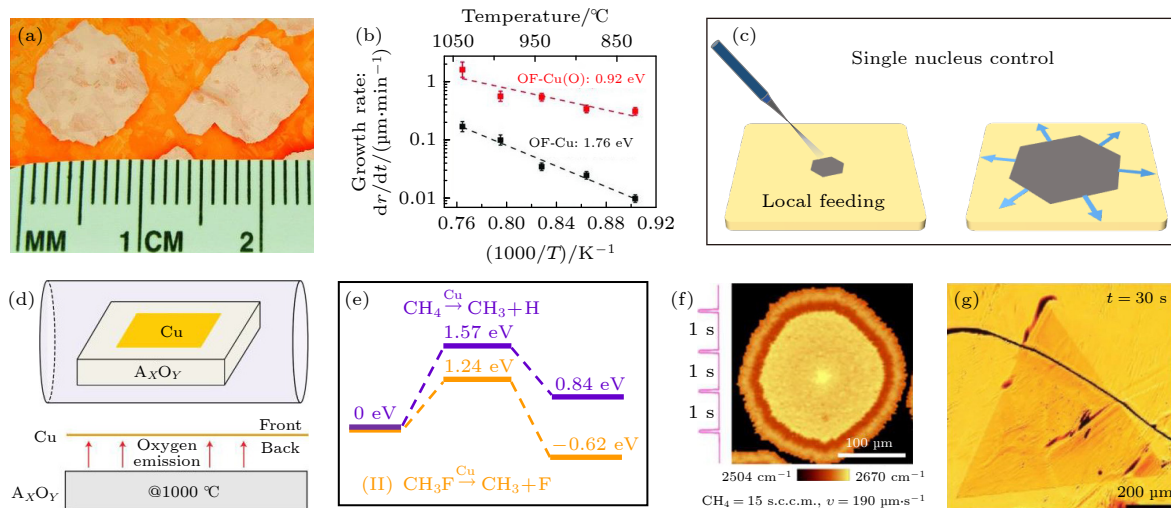 (a)
MM 1 CM 2
(b)
Temperature/℃
1050 940 820
Growth rate:
dr/dt/(μm·min⁻¹)
1
0.1
0.01
OF-Cu(O): 0.92 eV
OF-Cu: 1.76 eV
0.76 0.80 0.84 0.88 0.92
(1000/T)/K⁻¹
(c)
Single nucleus control
Local feeding
(d)
Cu
AXOY
Cu
Front
Oxygen
emission
Back
AXOY
@1000 ℃
(e)
CH₄ Cu→ CH₃+H
1.57 eV
1.24 eV
0 eV
0.84 eV
−0.62 eV
(II) CH₃F Cu→ CH₃+F
(f)
1 s
1 s
1 s
100 μm
2504 cm⁻¹ 2670 cm⁻¹
CH₄ = 15 s.c.c.m., υ = 190 μm·s⁻¹
(g)
t = 30 s
200 μm